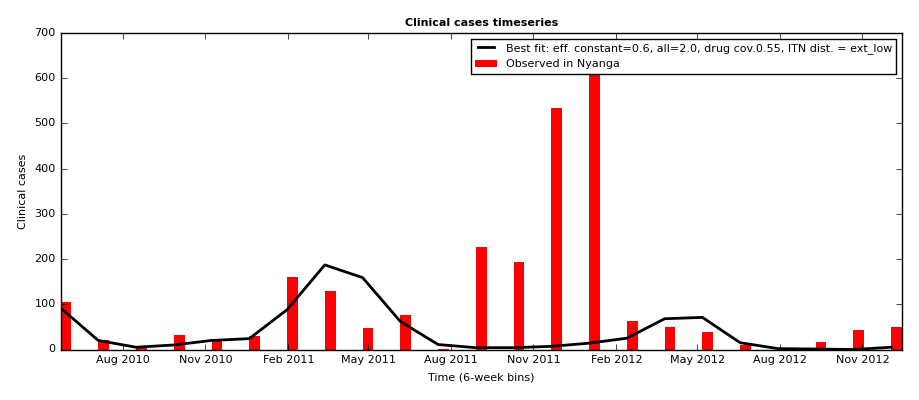 Clinical cases timeseries
700
600
500
400
300
200
100
0
Clinical cases
Best fit: eff. constant=0.6, all=2.0, drug cov.0.55, ITN dist. = ext_low
Observed in Nyanga
Aug 2010 Nov 2010 Feb 2011 May 2011 Aug 2011 Nov 2011 Feb 2012 May 2012 Aug 2012 Nov 2012
Time (6-week bins)